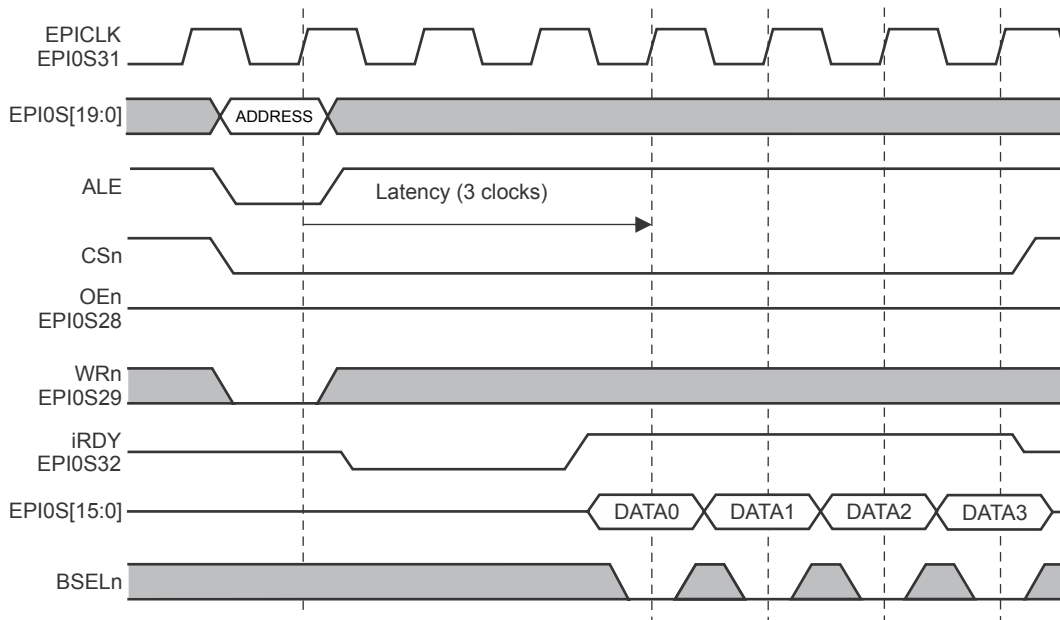 EPICLK
EPI0S31
EPI0S[19:0]
ADDRESS
ALE
Latency (3 clocks)
CSn
OEn
EPI0S28
WRn
EPI0S29
iRDY
EPI0S32
EPI0S[15:0]
DATA0
DATA1
DATA2
DATA3
BSELn